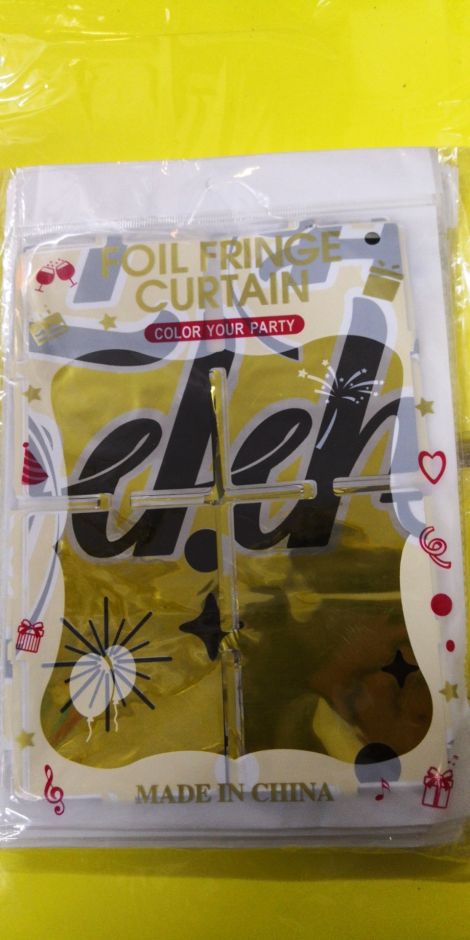 FOIL FRINGE
CURTAIN
COLOR YOUR PARTY
MADE IN CHINA